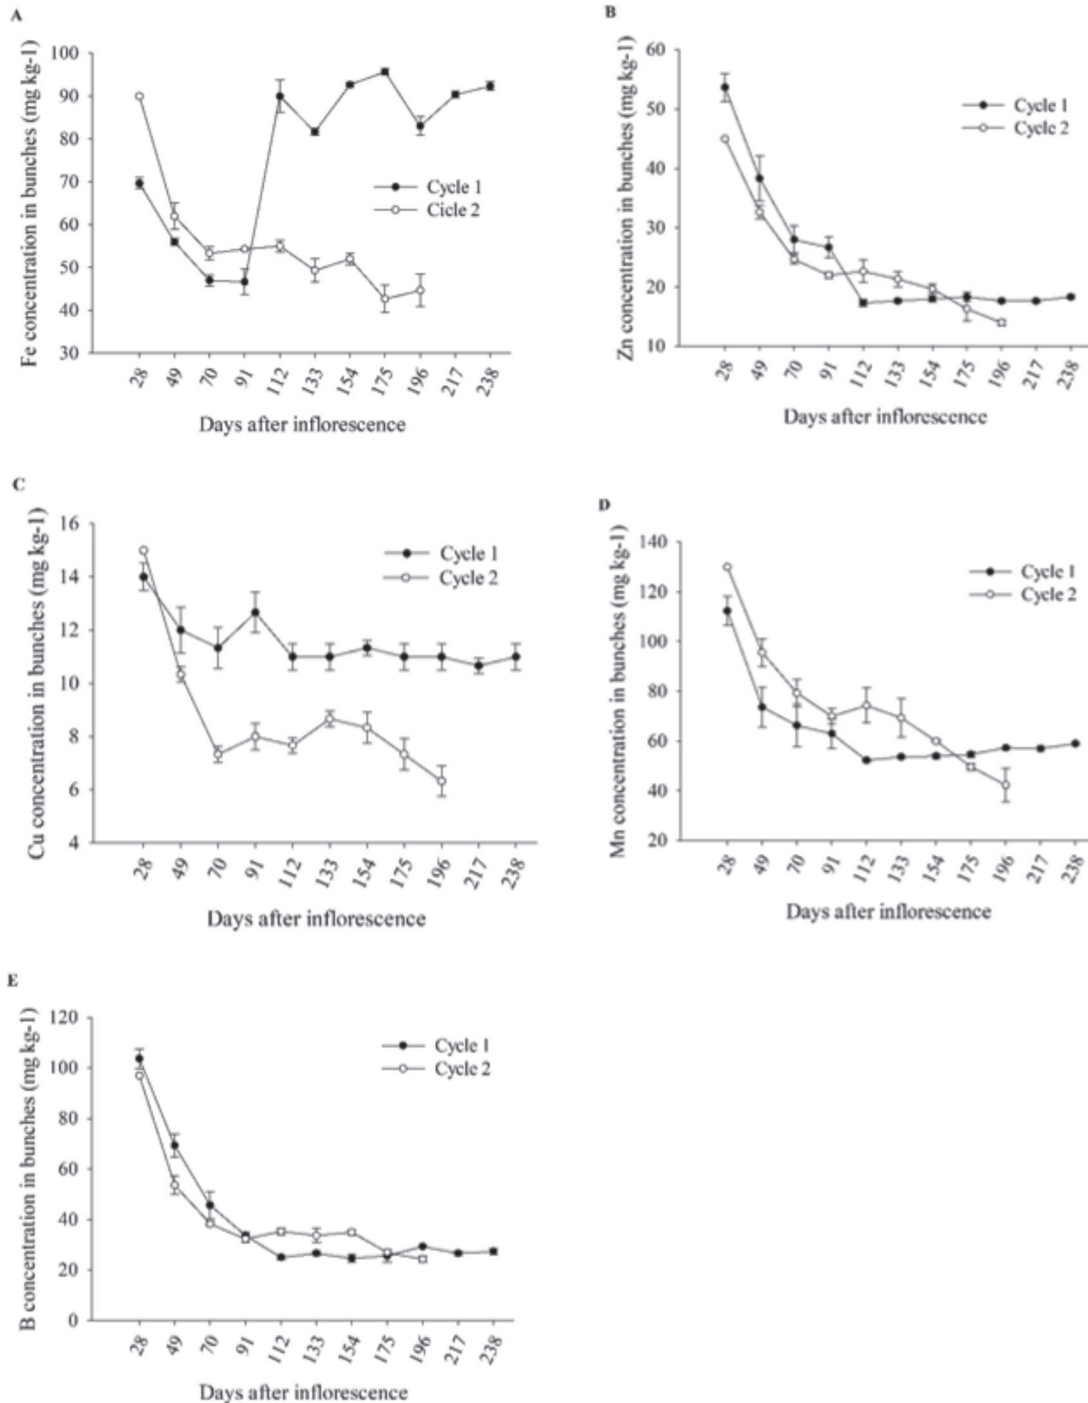 A
Fe concentration in bunches (mg kg-1)
100
90
80
70
60
50
40
30
Cycle 1
Cicle 2
28 49 70 91 112 133 154 175 196 217 238
Days after inflorescence
B
Zn concentration in bunches (mg kg-1)
60
50
40
30
20
10
Cycle 1
Cycle 2
28 49 70 91 112 133 154 175 196 217 238
Days after inflorescence
C
Cu concentration in bunches (mg kg-1)
16
14
12
10
8
6
4
Cycle 1
Cycle 2
28 49 70 91 112 133 154 175 196 217 238
Days after inflorescence
D
Mn concentration in bunches (mg kg-1)
140
120
100
80
60
40
20
Cycle 1
Cycle 2
28 49 70 91 112 133 154 175 196 217 238
Days after inflorescence
E
B concentration in bunches (mg kg-1)
120
100
80
60
40
20
0
Cycle 1
Cycle 2
28 49 70 91 112 133 154 175 196 217 238
Days after inflorescence